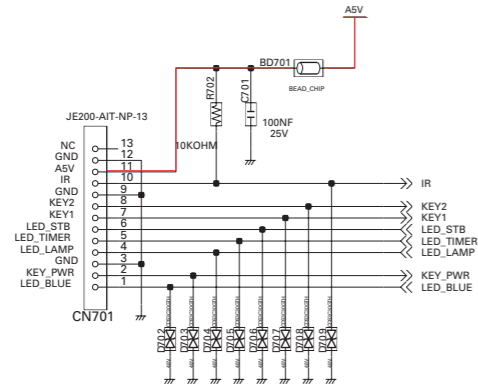 A5V
BD701
BEAD_CHIP
R702
C701
JE200-AIT-NP-13
100NF
25V
10KOHM
NC 13
GND 12
A5V 11
IR 10
GND 9
KEY2 8
KEY1 7
LED_STB 6
LED_TIMER 5
LED_LAMP 4
GND 3
KEY_PWR 2
LED_BLUE 1
IR
KEY2
KEY1
LED_STB
LED_TIMER
LED_LAMP
KEY_PWR
LED_BLUE
CN701
D702
D703
D704
D705
D706
D707
D708
D709